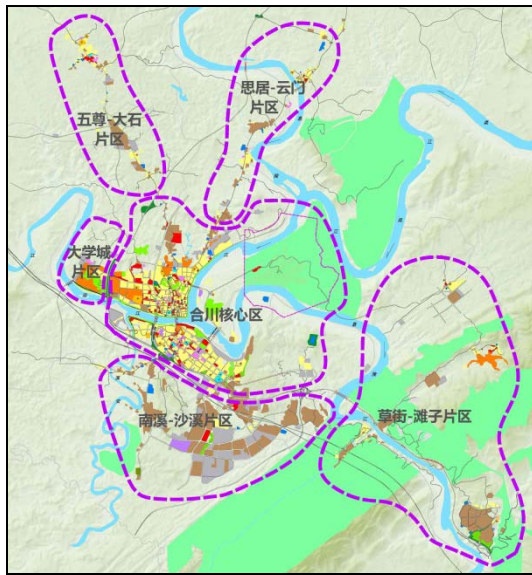 思居-云门
片区
五尊-大石
片区
大学城
片区
合川核心区
南溪-沙溪片区
草街-滩子片区